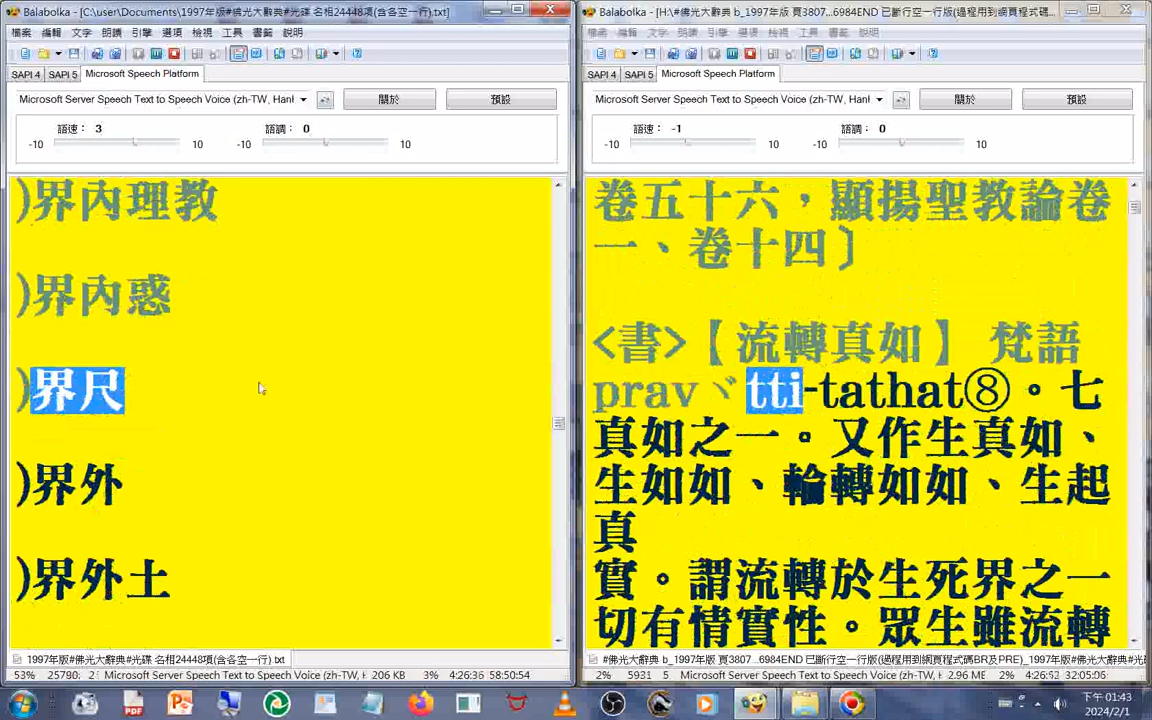 Balabolka - [C:\user\Documents\1997年版#佛光大辭典#光碟 名相24448項(含各空一行).txt]
檔案 編輯 文字 朗讀 引擎 選項 檢視 工具 書籤 說明
SAPI 4 SAPI 5 Microsoft Speech Platform
Microsoft Server Speech Text to Speech Voice (zh-TW, Hanl
關於 預設
語速： 3 語調： 0
-10 10 -10 10
)界內理教
)界內惑
)界尺
)界外
)界外土
1997年版#佛光大辭典#光碟 名相24448項(含各空一行).txt
53% Microsoft Server Speech Text to Speech Voice (zh-TW, H 206 KB 3% 4:26:36 58:50:54
Balabolka - [H:\#佛光大辭典 b_1997年版 頁3807...6984END 已斷行空一行版(過程用到網頁程式碼...
檔案 編輯 文字 朗讀 引擎 選項 檢視 工具 書籤 說明
SAPI 4 SAPI 5 Microsoft Speech Platform
Microsoft Server Speech Text to Speech Voice (zh-TW, Hanl
關於 預設
語速： -1 語調： 0
-10 10 -10 10
卷五十六，顯揚聖教論卷
一、卷十四〕
<書>【流轉真如】 梵語
pravヾtti-tathat⑧。七
真如之一。又作生真如、
生如如、輪轉如如、生起
真
實。謂流轉於生死界之一
切有情實性。眾生雖流轉
#佛光大辭典 b_1997年版 頁3807...6984END 已斷行空一行版(過程用到網頁程式碼BR及PRE)_1997年版#光
2% 5931 Microsoft Server Speech Text to Speech Voice (zh-TW, H 2.96 ME 2% 4:26:52 32:05:06
下午 01:43
2024/2/1